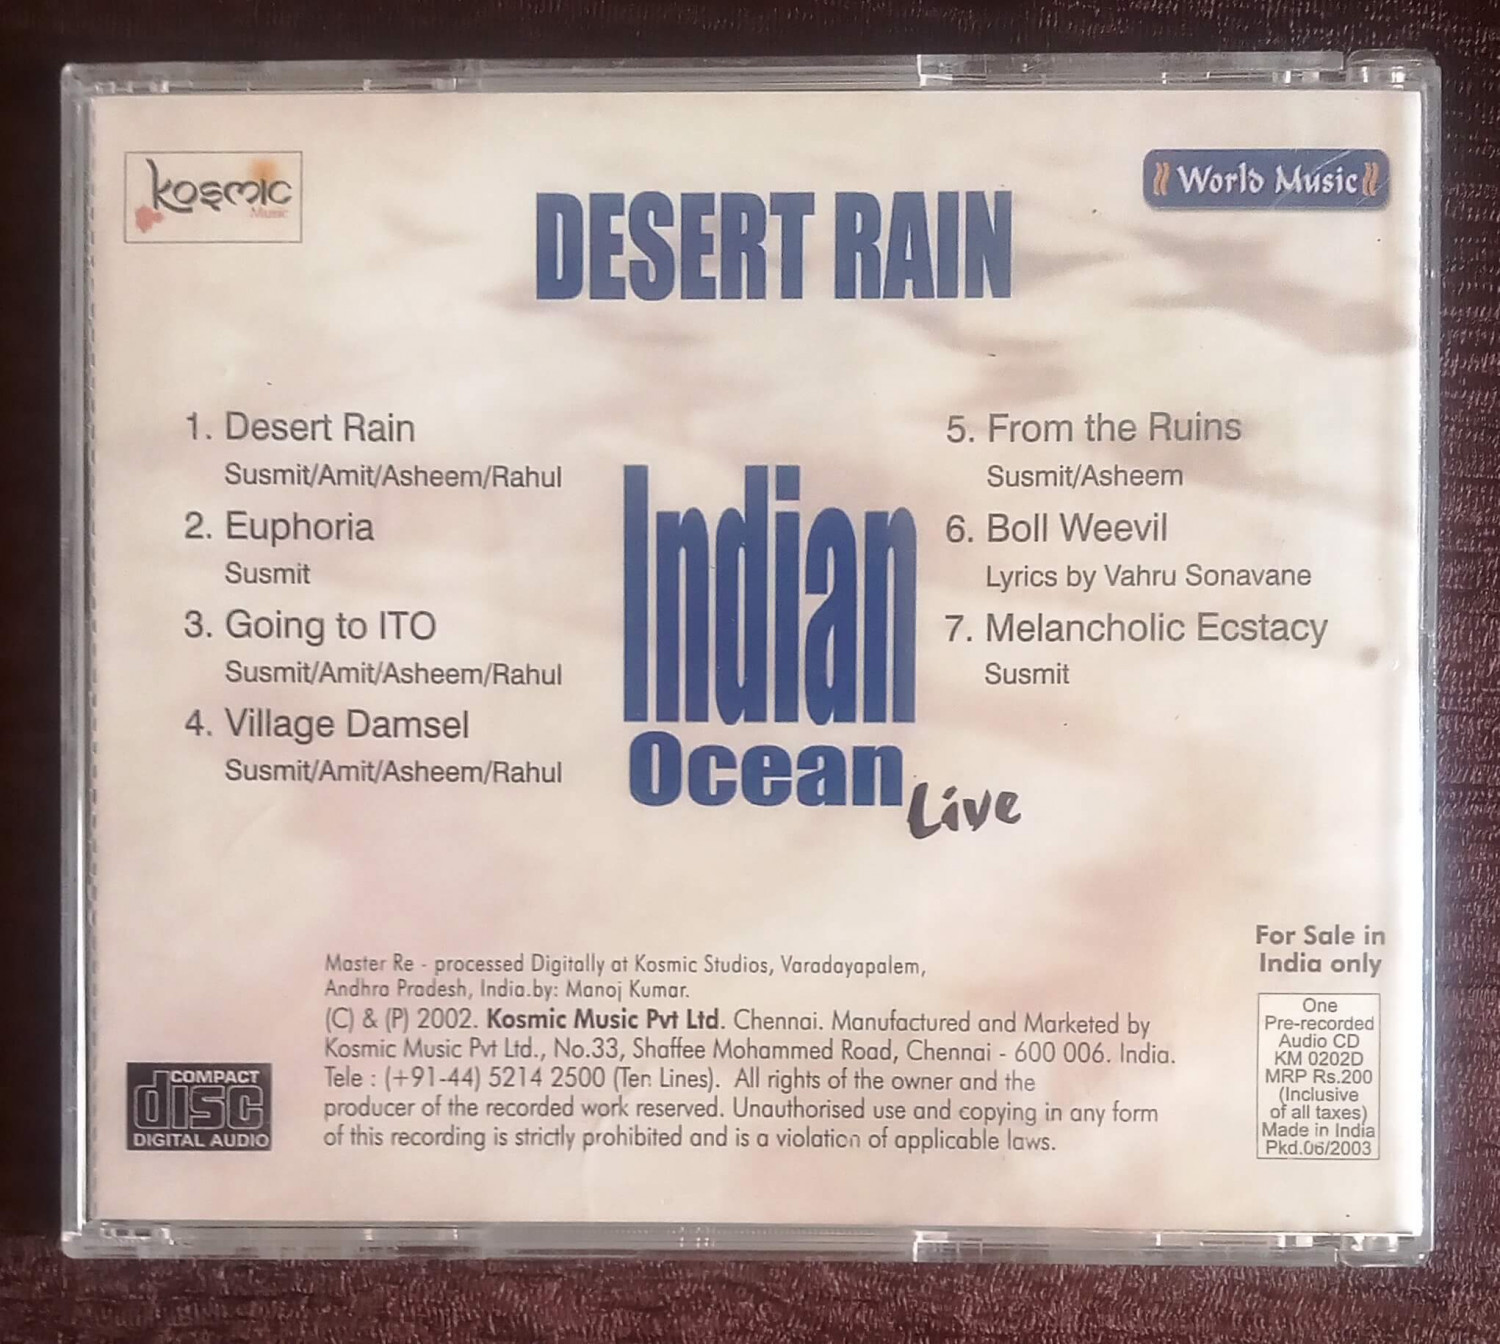 Kosmic
Music
World Music
DESERT RAIN
1. Desert Rain
Susmit/Amit/Asheem/Rahul
2. Euphoria
Susmit
3. Going to ITO
Susmit/Amit/Asheem/Rahul
4. Village Damsel
Susmit/Amit/Asheem/Rahul
Indian
Ocean
Live
5. From the Ruins
Susmit/Asheem
6. Boll Weevil
Lyrics by Vahru Sonavane
7. Melancholic Ecstacy
Susmit
Master Re - processed Digitally at Kosmic Studios, Varadayapalem,
Andhra Pradesh, India.by: Manoj Kumar.
(C) & (P) 2002. Kosmic Music Pvt Ltd. Chennai. Manufactured and Marketed by
Kosmic Music Pvt Ltd., No.33, Shaffee Mohammed Road, Chennai - 600 006. India.
Tele : (+91-44) 5214 2500 (Ten Lines). All rights of the owner and the
producer of the recorded work reserved. Unauthorised use and copying in any form
of this recording is strictly prohibited and is a violation of applicable laws.
COMPACT
disc
DIGITAL AUDIO
For Sale in
India only
One
Pre-recorded
Audio CD
KM 0202D
MRP Rs.200
(Inclusive
of all taxes)
Made in India
Pkd.06/2003